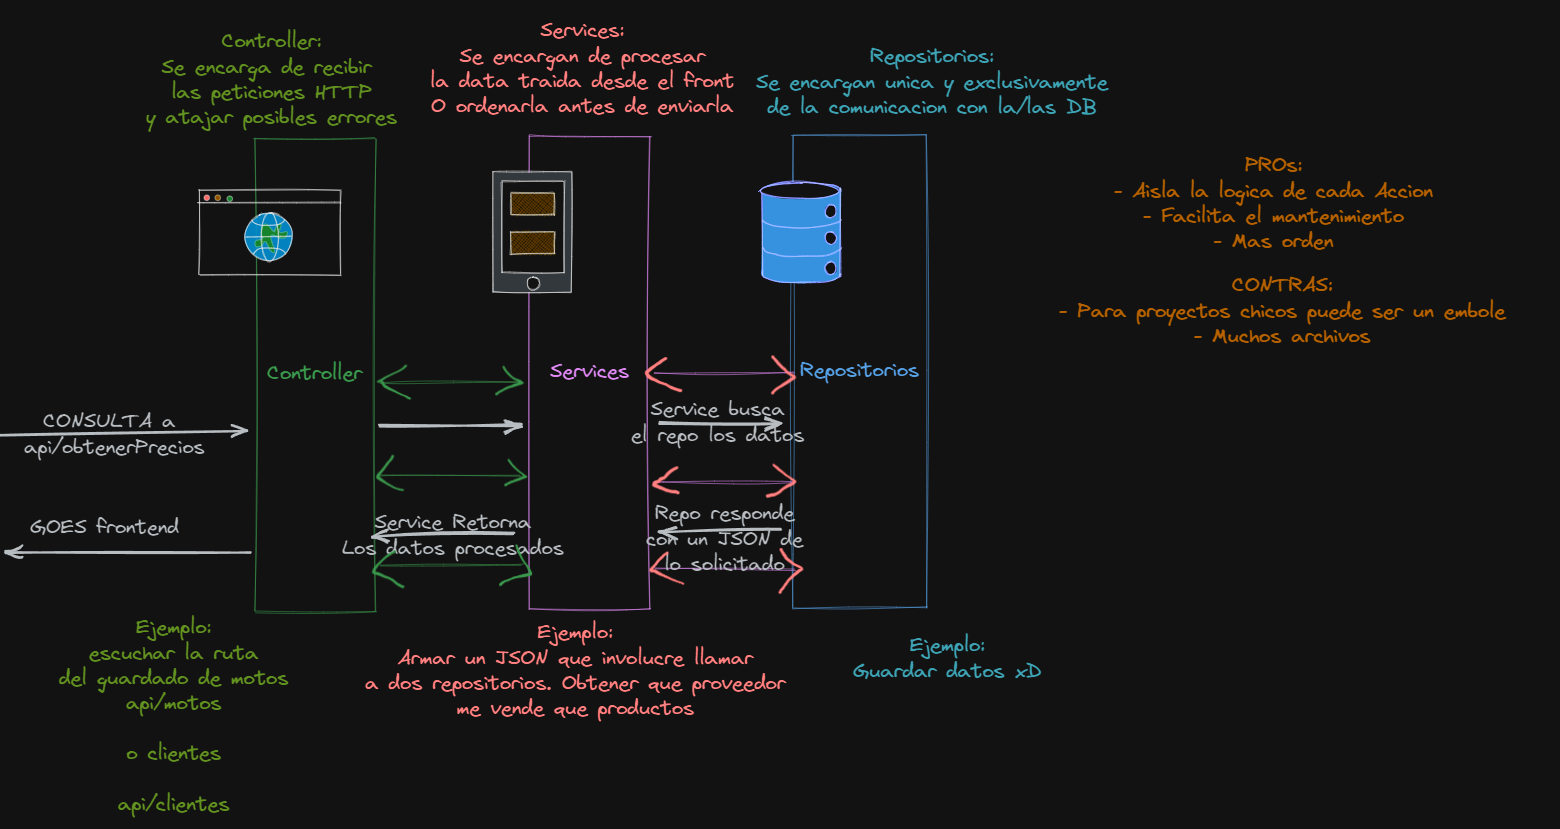 Controller:
Se encarga de recibir
las peticiones HTTP
y atajar posibles errores
Services:
Se encargan de procesar
la data traida desde el front
O ordenarla antes de enviarla
Repositorios:
Se encargan unica y exclusivamente
de la comunicacion con la/las DB
PROs:
- Aisla la logica de cada Accion
- Facilita el mantenimiento
- Mas orden
CONTRAS:
- Para proyectos chicos puede ser un embole
- Muchos archivos
Controller
Services
Repositorios
CONSULTA a
api/obtenerPrecios
Service busca
el repo los datos
GOES frontend
Service Retorna
Los datos procesados
Repo responde
con un JSON de
lo solicitado
Ejemplo:
escuchar la ruta
del guardado de motos
api/motos
o clientes
api/clientes
Ejemplo:
Armar un JSON que involucre llamar
a dos repositorios. Obtener que proveedor
me vende que productos
Ejemplo:
Guardar datos xD